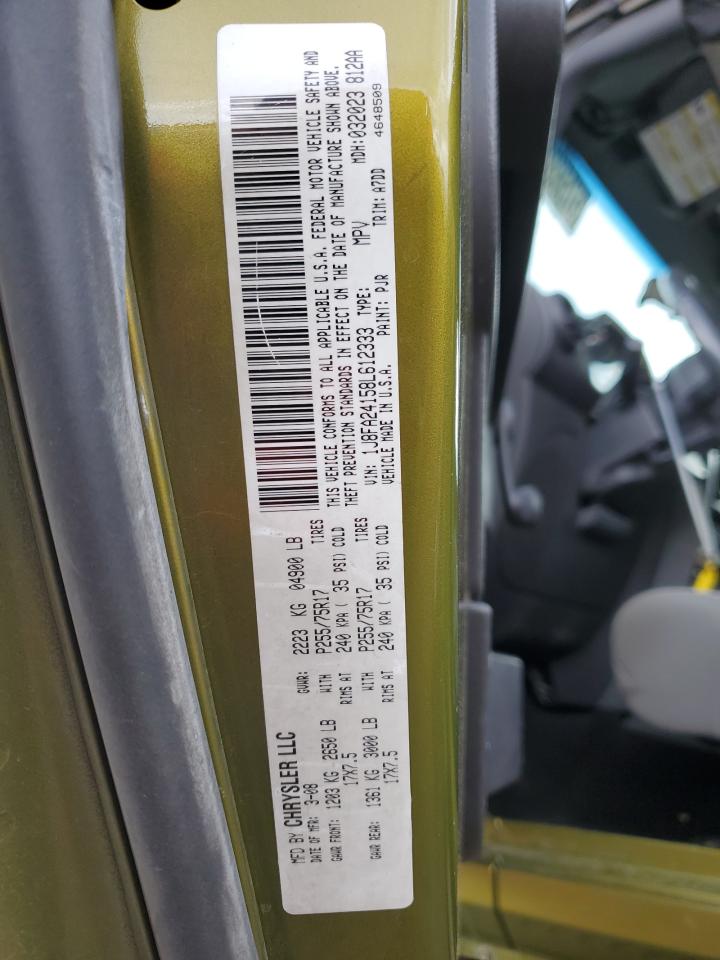 MFD BY CHRYSLER LLC
DATE OF MFR: 3-08 GVWR: 2223 KG 04900 LB
GAWR FRONT: 1203 KG 2650 LB WITH P255/75R17 TIRES
17X7.5 RIMS AT 240 KPA ( 35 PSI) COLD
GAWR REAR: 1361 KG 3000 LB WITH P255/75R17 TIRES
17X7.5 RIMS AT 240 KPA ( 35 PSI) COLD
THIS VEHICLE CONFORMS TO ALL APPLICABLE U.S.A. FEDERAL MOTOR VEHICLE SAFETY AND
THEFT PREVENTION STANDARDS IN EFFECT ON THE DATE OF MANUFACTURE SHOWN ABOVE.
VIN: 1J8FA24158L612333 TYPE: MPV MDH: 032023 812AA
VEHICLE MADE IN U.S.A. PAINT: PJR TRIM: A7DD 4648509